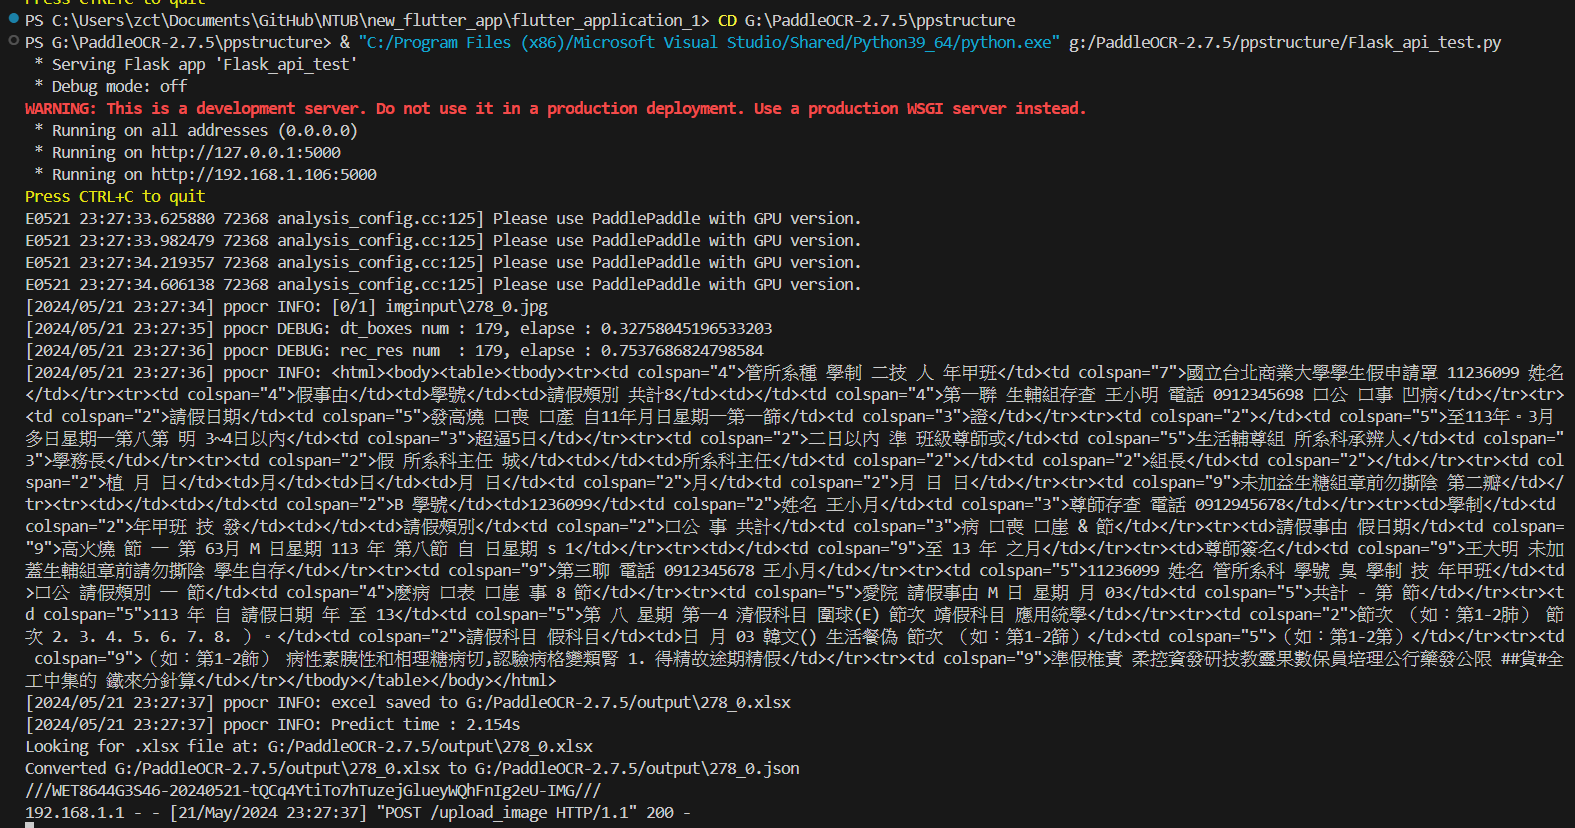 Press CTRL+C to quit
PS C:\Users\zct\Documents\GitHub\NTUB\new_flutter_app\flutter_application_1> CD G:\PaddleOCR-2.7.5\ppstructure
PS G:\PaddleOCR-2.7.5\ppstructure> & "C:/Program Files (x86)/Microsoft Visual Studio/Shared/Python39_64/python.exe" g:/PaddleOCR-2.7.5/ppstructure/Flask_api_test.py
 * Serving Flask app 'Flask_api_test'
 * Debug mode: off
WARNING: This is a development server. Do not use it in a production deployment. Use a production WSGI server instead.
 * Running on all addresses (0.0.0.0)
 * Running on http://127.0.0.1:5000
 * Running on http://192.168.1.106:5000
Press CTRL+C to quit
E0521 23:27:33.625880 72368 analysis_config.cc:125] Please use PaddlePaddle with GPU version.
E0521 23:27:33.982479 72368 analysis_config.cc:125] Please use PaddlePaddle with GPU version.
E0521 23:27:34.219357 72368 analysis_config.cc:125] Please use PaddlePaddle with GPU version.
E0521 23:27:34.606138 72368 analysis_config.cc:125] Please use PaddlePaddle with GPU version.
[2024/05/21 23:27:34] ppocr INFO: [0/1] imginput\278_0.jpg
[2024/05/21 23:27:35] ppocr DEBUG: dt_boxes num : 179, elapse : 0.32758045196533203
[2024/05/21 23:27:36] ppocr DEBUG: rec_res num  : 179, elapse : 0.7537686824798584
[2024/05/21 23:27:36] ppocr INFO: <html><body><table><tbody><tr><td colspan="4">管所系種 學制 二技 人 年甲班</td><td colspan="7">國立台北商業大學學生假申請單 11236099 姓名
</td></tr><tr><td colspan="4">假事由</td><td>學號</td><td>請假頰別 共計8</td><td colspan="4">第一聯 生輔組存查 王小明 電話 0912345698 口公 口事 凹病</td></tr><tr>
<td colspan="2">請假日期</td><td colspan="5">發高燒 口喪 口產 自11年月日星期一第一節</td><td colspan="3">證</td></tr><tr><td colspan="2"></td><td colspan="5">至113年。3月
多日星期一第八第 明 3~4日以內</td><td colspan="3">超逼5日</td></tr><tr><td colspan="2">二日以內 準 班級尊師或</td><td colspan="5">生活輔尊組 所系科承辨人</td><td colspan="
3">學務長</td></tr><tr><td colspan="2">假 所系科主任 城</td><td></td><td>所系科主任</td><td colspan="2"></td><td colspan="2">組長</td><td colspan="2"></td></tr><tr><td col
span="2">植 月 日</td><td>月</td><td>日</td><td>月 日</td><td colspan="2">月</td><td colspan="2">月 日 日</td></tr><tr><td colspan="9">未加益生糖組章前勿撕陰 第二瓣</td></
tr><tr><td></td><td></td><td colspan="2">B 學號</td><td>1236099</td><td colspan="2">姓名 王小月</td><td colspan="3">尊師存查 電話 0912945678</td></tr><tr><td>學制</td><td
colspan="2">年甲班 技 發</td><td></td><td>請假頰別</td><td colspan="2">口公 事 共計</td><td colspan="3">病 口喪 口崖 & 節</td></tr><tr><td>請假事由 假日期</td><td colspan=
"9">高火燒 節 一 第 63月 M 日星期 113 年 第八節 自 日星期 s 1</td></tr><tr><td></td><td colspan="9">至 13 年 之月</td></tr><tr><td>尊師簽名</td><td colspan="9">王大明 未加
蓋生輔組章前請勿撕陰 學生自存</td></tr><tr><td colspan="9">第三聊 電話 0912345678 王小月</td></tr><tr><td colspan="5">11236099 姓名 管所系科 學號 臭 學制 技 年甲班</td><td
>口公 請假頰別 一 節</td><td colspan="4">麼病 口表 口崖 事 8 節</td></tr><tr><td colspan="5">愛院 請假事由 M 日 星期 月 03</td><td colspan="5">共計 - 第 節</td></tr><tr><t
d colspan="5">113 年 自 請假日期 年 至 13</td><td colspan="5">第 八 星期 第一4 清假科目 圍球(E) 節次 靖假科目 應用統學</td></tr><tr><td colspan="2">節次 (如：第1-2肺) 節
次 2. 3. 4. 5. 6. 7. 8. )。</td><td colspan="2">請假科目 假科目</td><td>日 月 03 韓文() 生活餐偽 節次 (如：第1-2篩)</td><td colspan="5">(如：第1-2第)</td></tr><tr><td
 colspan="9">(如：第1-2飾) 病性素胰性和相理糖病切,認驗病格變類腎 1. 得精故途期精假</td></tr><tr><td colspan="9">準假權責 柔控資發研技教靈果數保員培理公行藥發公限 ##貨#全
工中集的 鐵來分針算</td></tr></tbody></table></body></html>
[2024/05/21 23:27:37] ppocr INFO: excel saved to G:/PaddleOCR-2.7.5/output\278_0.xlsx
[2024/05/21 23:27:37] ppocr INFO: Predict time : 2.154s
Looking for .xlsx file at: G:/PaddleOCR-2.7.5/output\278_0.xlsx
Converted G:/PaddleOCR-2.7.5/output\278_0.xlsx to G:/PaddleOCR-2.7.5/output\278_0.json
///WET8644G3S46-20240521-tQCq4YtiTo7hTuzejGlueyWQhFnIg2eU-IMG///
192.168.1.1 - - [21/May/2024 23:27:37] "POST /upload_image HTTP/1.1" 200 -